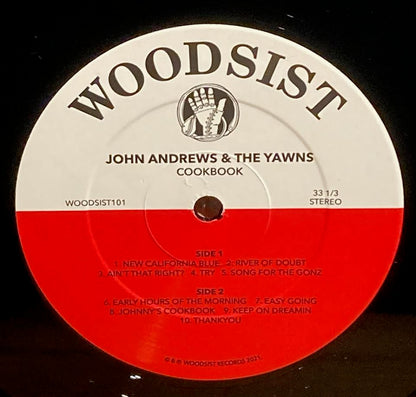 WOODSIST
JOHN ANDREWS & THE YAWNS
COOKBOOK
WOODSIST101
33 1/3
STEREO
SIDE 1
1. NEW CALIFORNIA BLUE 2. RIVER OF DOUBT
3. AIN'T THAT RIGHT? 4. TRY 5. SONG FOR THE GONZ
SIDE 2
6. EARLY HOURS OF THE MORNING 7. EASY GOING
8. JOHNNY'S COOKBOOK 9. KEEP ON DREAMIN
10. THANKYOU
© ℗ WOODSIST RECORDS 2021